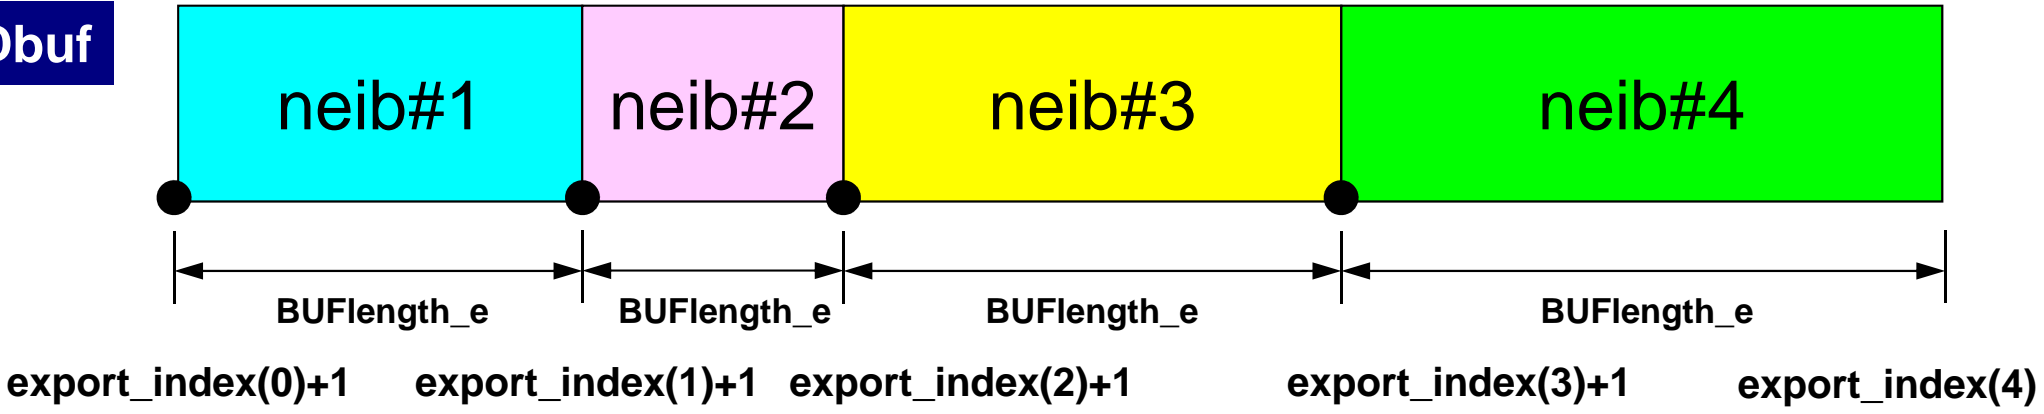 buf
neib#1 neib#2 neib#3 neib#4
BUFlength_e BUFlength_e BUFlength_e BUFlength_e
export_index(0)+1 export_index(1)+1 export_index(2)+1 export_index(3)+1 export_index(4)